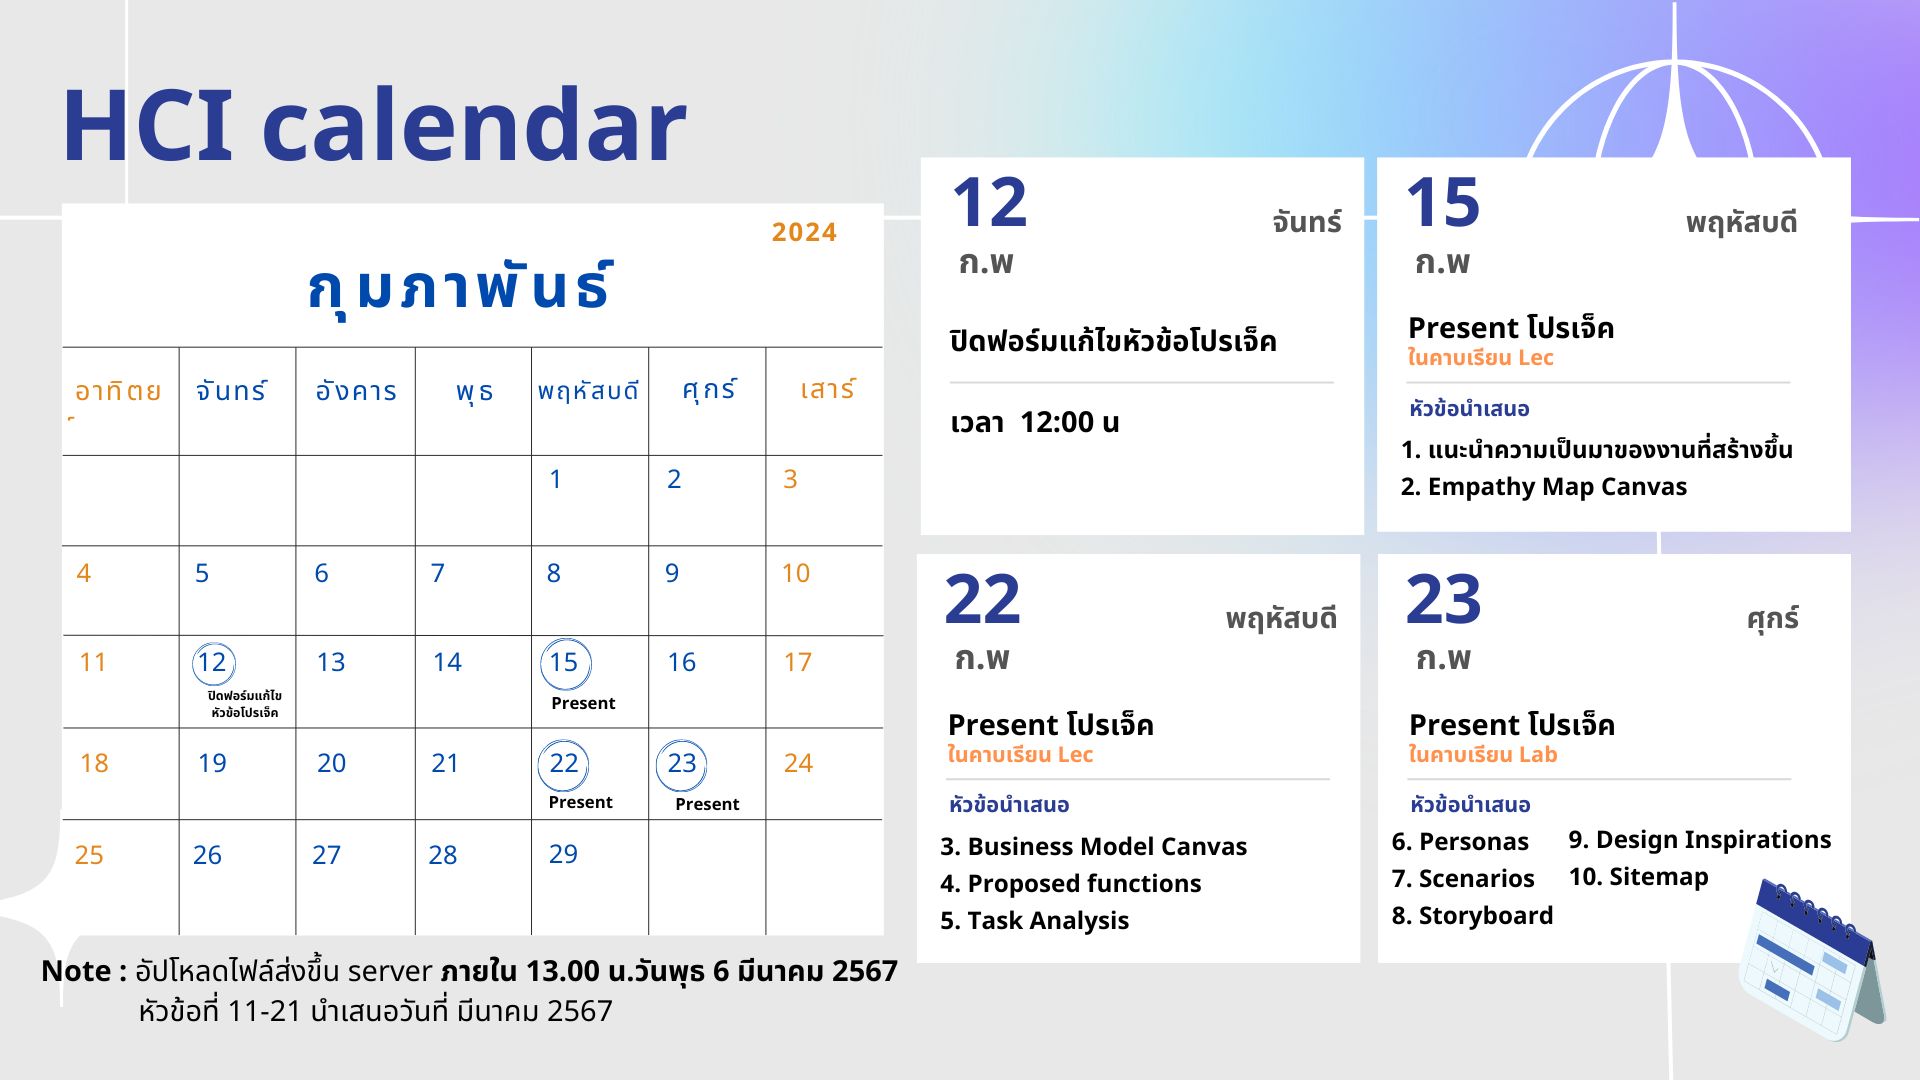 HCI calendar
2024
กุมภาพันธ์
อาทิตย์ จันทร์ อังคาร พุธ พฤหัสบดี ศุกร์ เสาร์
1 2 3
4 5 6 7 8 9 10
11 12 13 14 15 16 17
ปิดฟอร์มแก้ไข
หัวข้อโปรเจ็ค
Present
18 19 20 21 22 23 24
Present Present
25 26 27 28 29
Note : อัปโหลดไฟล์ส่งขึ้น server ภายใน 13.00 น.วันพุธ 6 มีนาคม 2567
หัวข้อที่ 11-21 นำเสนอวันที่ มีนาคม 2567
12
จันทร์
ก.พ
ปิดฟอร์มแก้ไขหัวข้อโปรเจ็ค
เวลา 12:00 น
15
พฤหัสบดี
ก.พ
Present โปรเจ็ค
ในคาบเรียน Lec
หัวข้อนำเสนอ
1. แนะนำความเป็นมาของงานที่สร้างขึ้น
2. Empathy Map Canvas
22
พฤหัสบดี
ก.พ
Present โปรเจ็ค
ในคาบเรียน Lec
หัวข้อนำเสนอ
3. Business Model Canvas
4. Proposed functions
5. Task Analysis
23
ศุกร์
ก.พ
Present โปรเจ็ค
ในคาบเรียน Lab
หัวข้อนำเสนอ
6. Personas
7. Scenarios
8. Storyboard
9. Design Inspirations
10. Sitemap